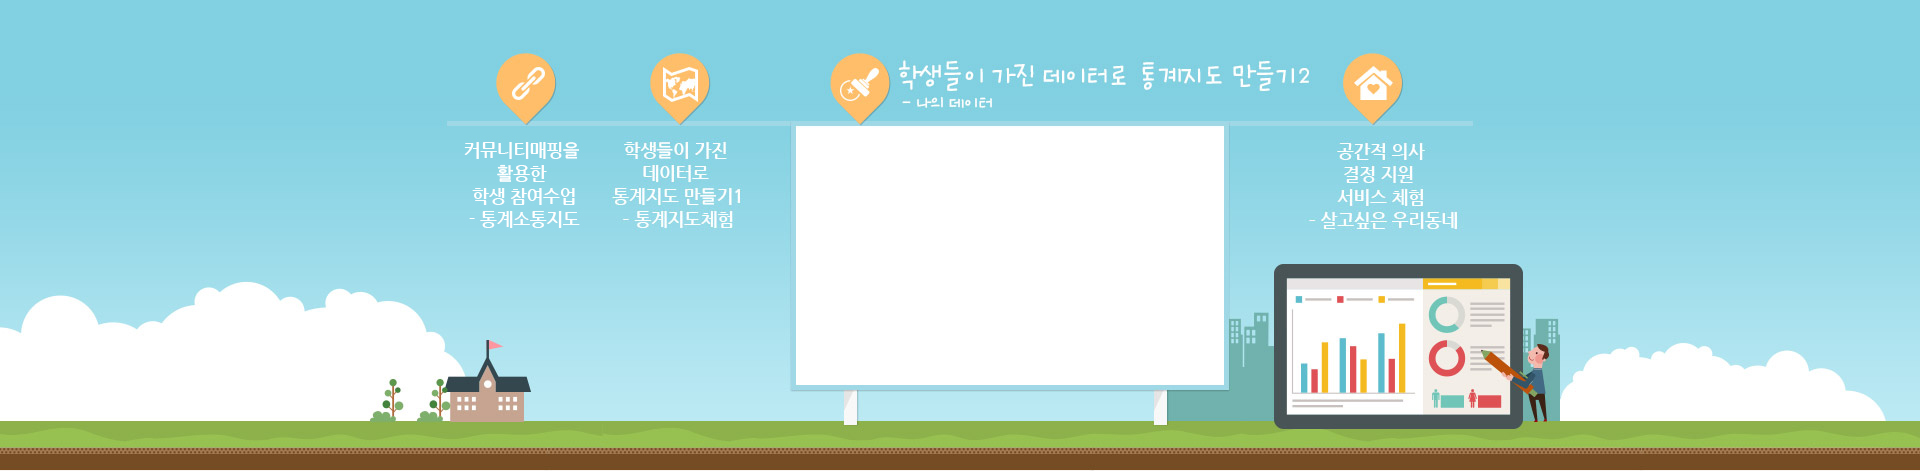 커뮤니티매핑을
활용한
학생 참여수업
- 통계소통지도
학생들이 가진
데이터로
통계지도 만들기1
- 통계지도체험
학생들이 가진 데이터로 통계지도 만들기2
- 나의 데이터
공간적 의사
결정 지원
서비스 체험
- 살고싶은 우리동네